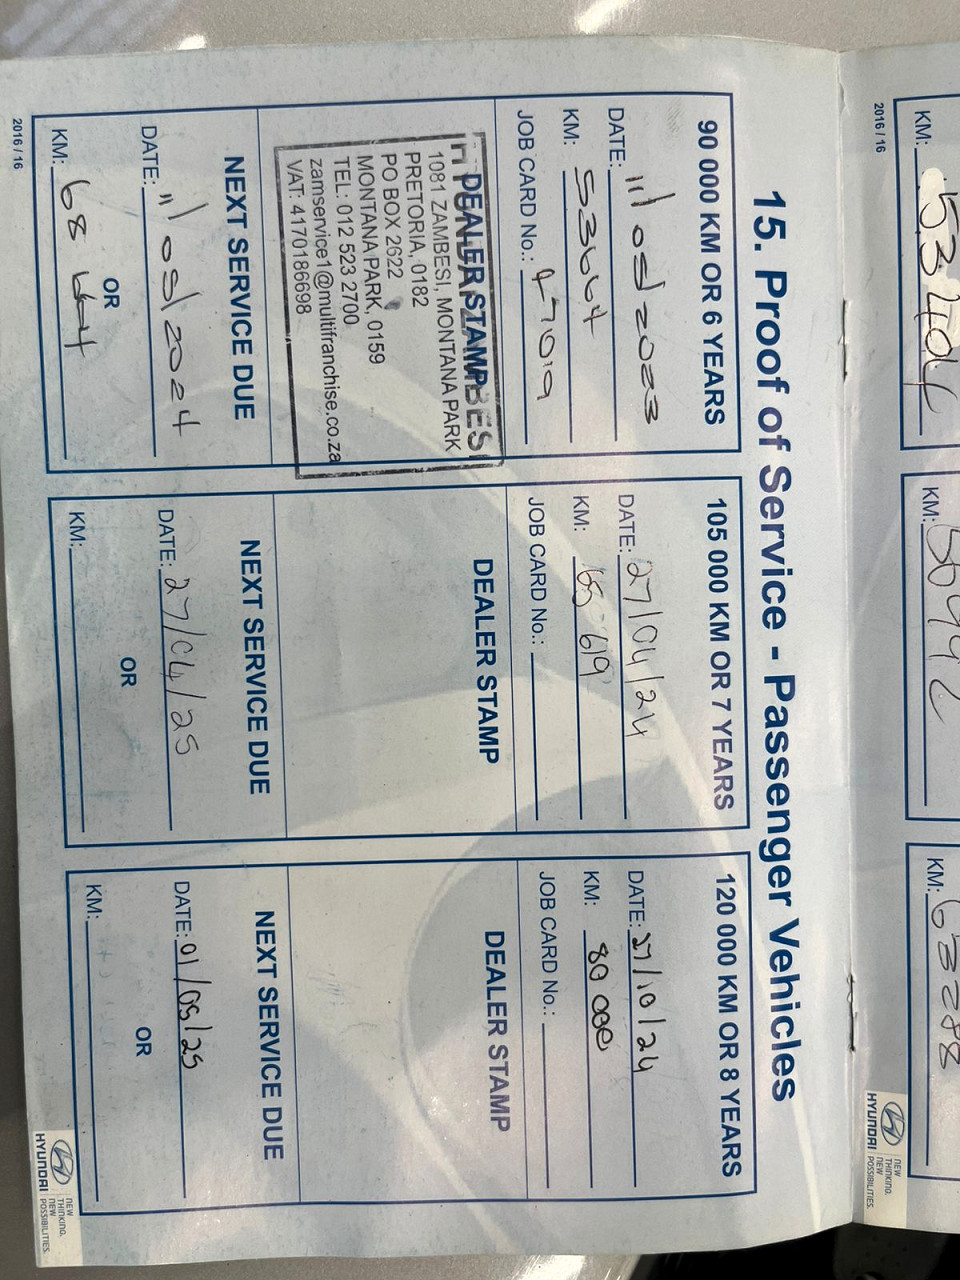 15. Proof of Service - Passenger Vehicles
90 000 KM OR 6 YEARS
DATE: 11/05/2023
KM: 53664
JOB CARD No.: 47019
DEALER STAMP
1081 ZAMBESI, MONTANA PARK
PRETORIA, 0182
PO BOX 2622
MONTANA PARK, 0159
TEL: 012 523 2700
zamservice1@multifranchise.co.za
VAT: 4170186698
NEXT SERVICE DUE
DATE: 11/05/2024
OR
KM: 68
2016 / 16
105 000 KM OR 7 YEARS
DATE: 27/04/24
KM: 65-619
JOB CARD No.:
DEALER STAMP
NEXT SERVICE DUE
DATE: 27/04/25
OR
KM:
120 000 KM OR 8 YEARS
DATE: 27/10/24
KM: 80 000
JOB CARD No.:
DEALER STAMP
NEXT SERVICE DUE
DATE: 01/05/25
OR
KM:
HYUNDAI
NEW
THINKING.
NEW
POSSIBILITIES.
KM:
2016 / 16
KM:
KM: 63288
HYUNDAI
NEW
THINKING.
NEW
POSSIBILITIES.